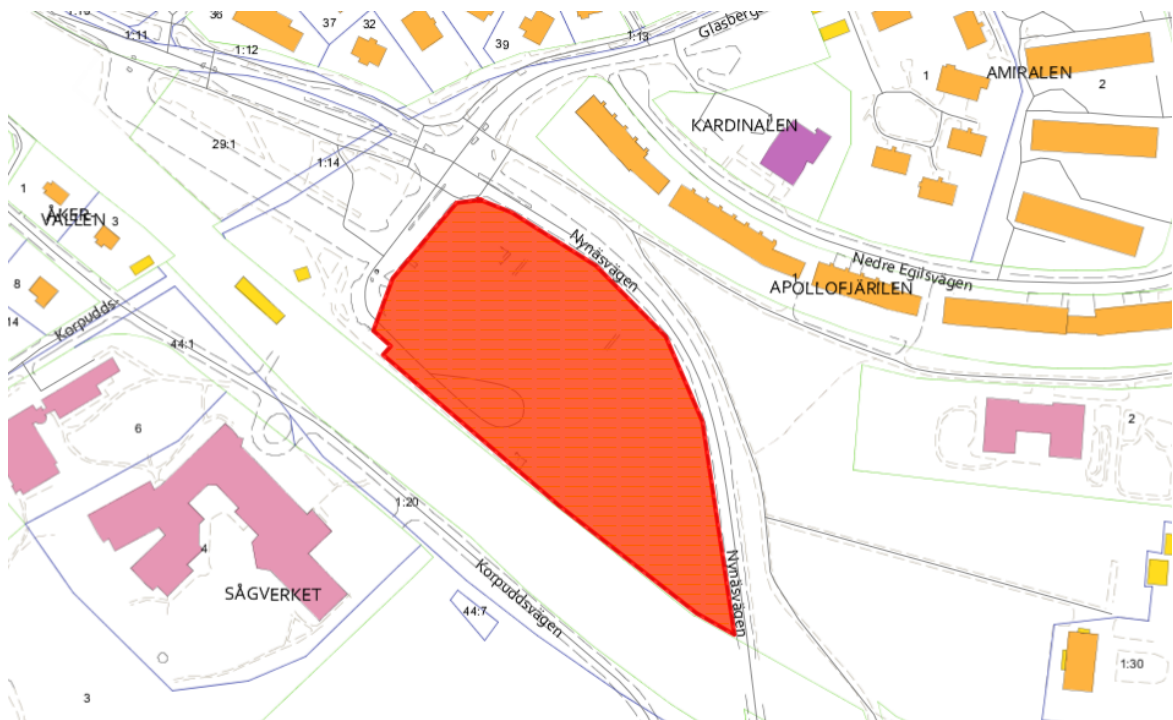 36
37
32
39
1:11
1:12
1:13
Glasberga
1
AMIRALEN
2
KARDINALEN
29:1
1:14
1
ÅKER
VALLEN
3
Nynäsvägen
Nedre Egilsvägen
1
APOLLOFJÄRILEN
8
14
Korpudds-
44:1
6
2
1:20
4
SÅGVERKET
Korpuddsvägen
44:7
Nynäsvägen
1:30
3